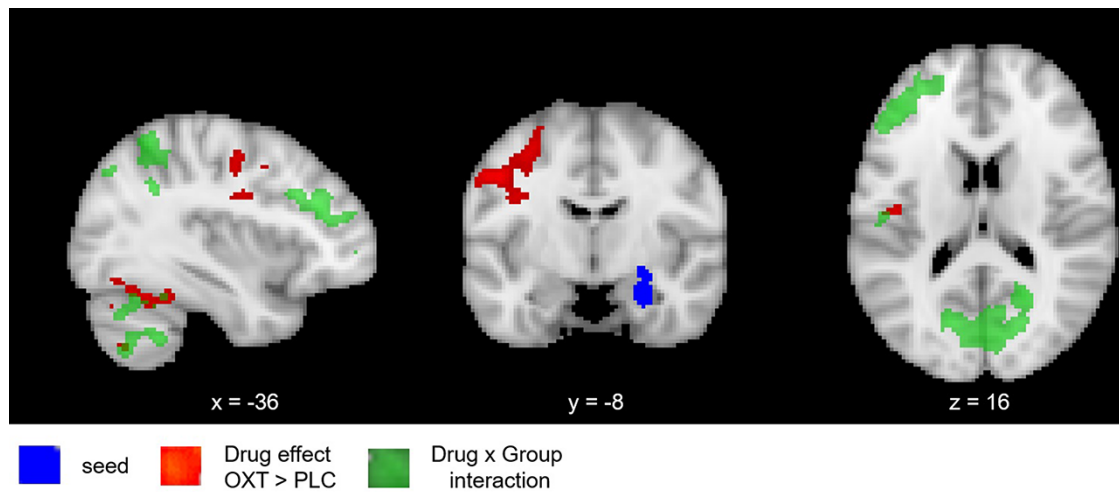 x = -36
y = -8
z = 16
seed
Drug effect
OXT > PLC
Drug x Group
interaction